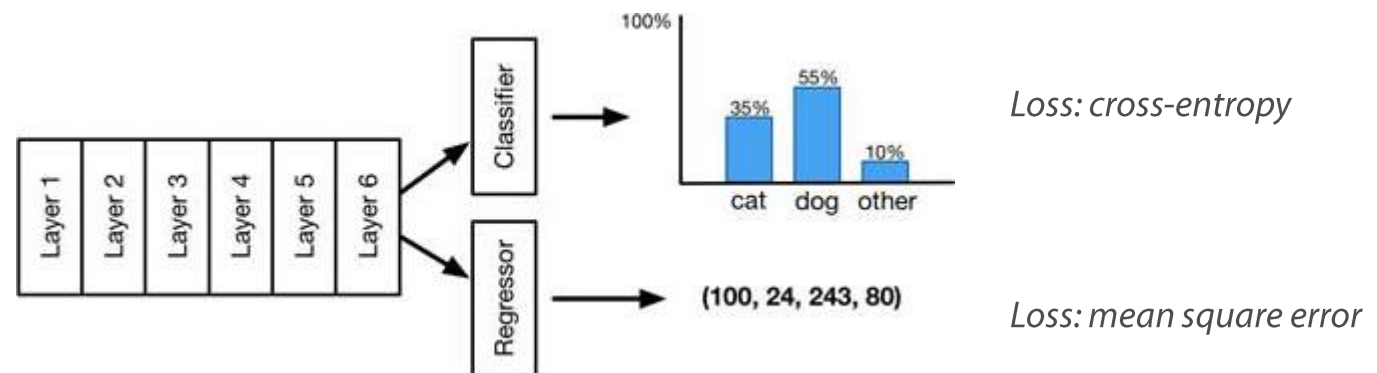 Layer 1
Layer 2
Layer 3
Layer 4
Layer 5
Layer 6
Classifier
100%
35%
55%
10%
cat dog other
Loss: cross-entropy
Regressor
(100, 24, 243, 80)
Loss: mean square error